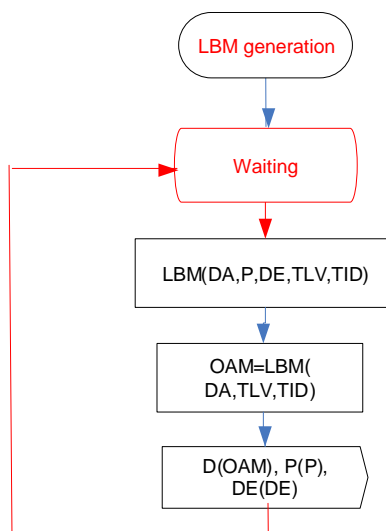 LBM generation
Waiting
LBM(DA,P,DE,TLV,TID)
OAM=LBM(
DA,TLV,TID)
D(OAM), P(P),
DE(DE)